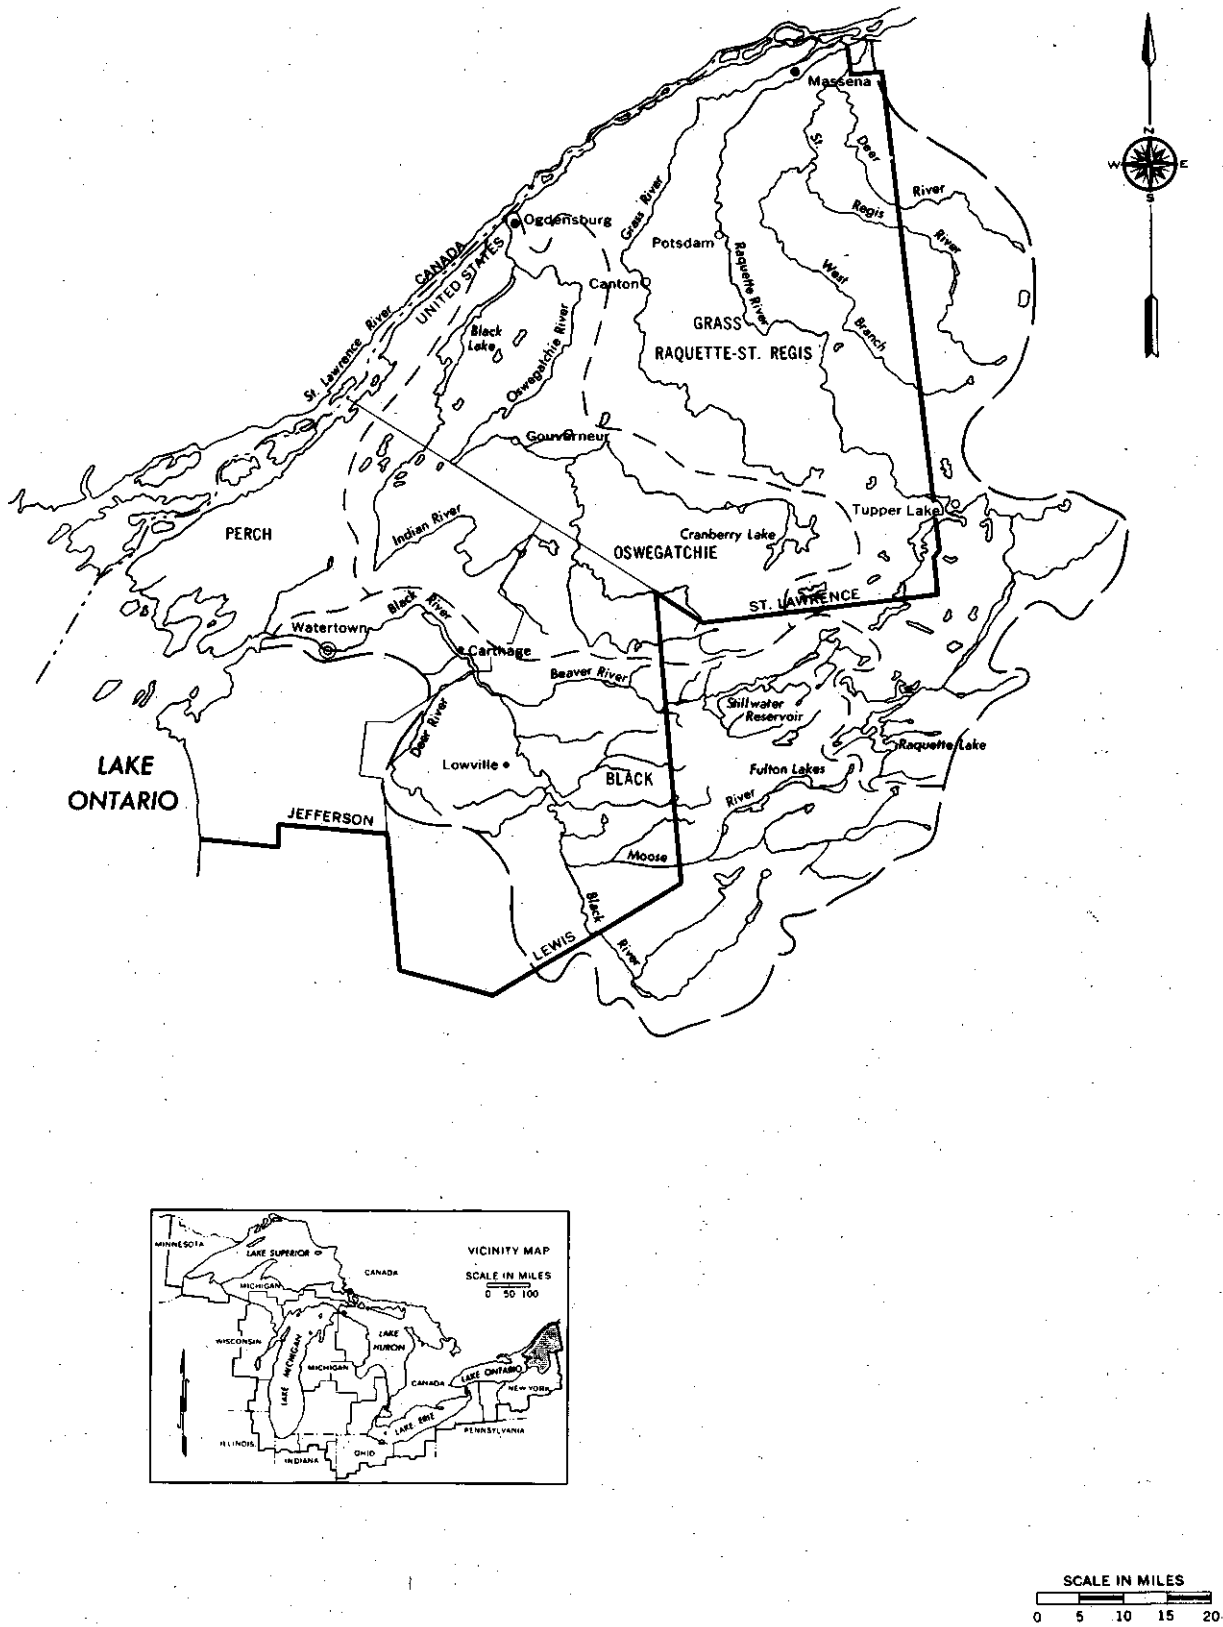 Massena
N
W
E
S
St.
Deer
River
Regis
River
Ogdensburg
Grass River
Potsdam
CANADA
UNITED STATES
Raquette River
West
Branch
Canton
St. Lawrence River
Black
Lake
Oswegatchie River
GRASS
RAQUETTE-ST. REGIS
Gouverneur
Tupper Lake
PERCH
Indian River
Cranberry Lake
OSWEGATCHIE
ST. LAWRENCE
Black River
Watertown
Carthage
Beaver River
Stillwater
Reservoir
Deer River
Raquette Lake
LAKE
ONTARIO
Lowville
BLACK
Fulton Lakes
River
JEFFERSON
Moose
Black
River
LEWIS
MINNESOTA
LAKE SUPERIOR
VICINITY MAP
CANADA
SCALE IN MILES
0 50 100
MICHIGAN
WISCONSIN
LAKE MICHIGAN
LAKE
HURON
MICHIGAN
CANADA
LAKE ONTARIO
NEW YORK
LAKE ERIE
PENNSYLVANIA
ILLINOIS
INDIANA
OHIO
SCALE IN MILES
0 5 10 15 20